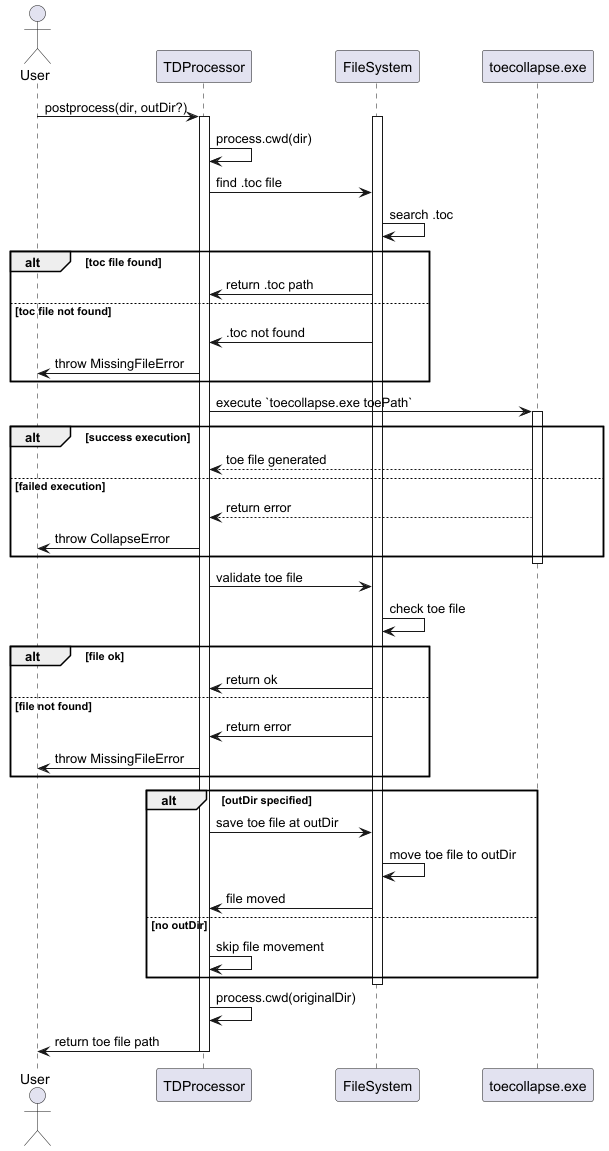 User
TDProcessor
FileSystem
toecollapse.exe
postprocess(dir, outDir?)
process.cwd(dir)
find .toc file
search .toc
alt
[toc file found]
return .toc path
[toc file not found]
.toc not found
throw MissingFileError
execute `toecollapse.exe toePath`
alt
[success execution]
toe file generated
[failed execution]
return error
throw CollapseError
validate toe file
check toe file
alt
[file ok]
return ok
[file not found]
return error
throw MissingFileError
alt
[outDir specified]
save toe file at outDir
move toe file to outDir
file moved
[no outDir]
skip file movement
process.cwd(originalDir)
return toe file path
User
TDProcessor
FileSystem
toecollapse.exe